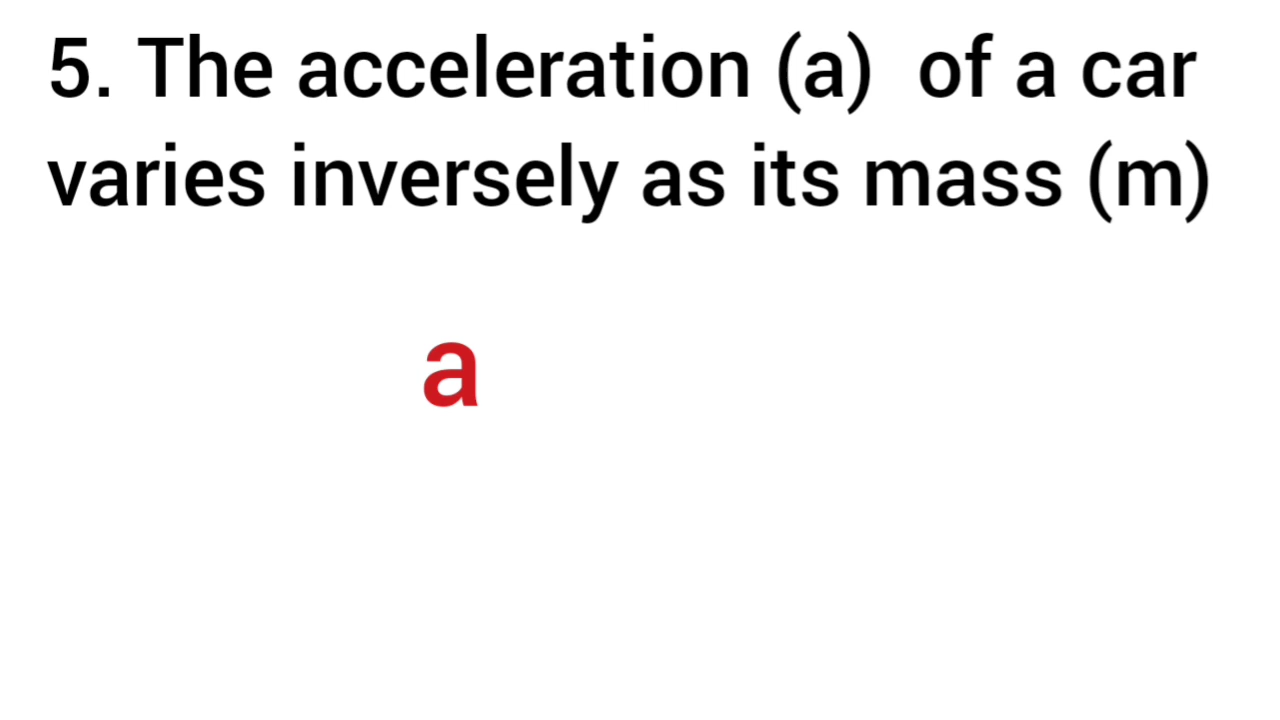 5. The acceleration (a) of a car
varies inversely as its mass (m)
a